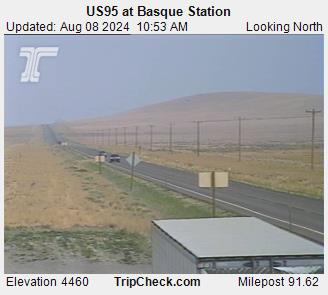 US95 at Basque Station
Updated: Aug 08 2024 10:53 AM Looking North
Elevation 4460 TripCheck.com Milepost 91.62